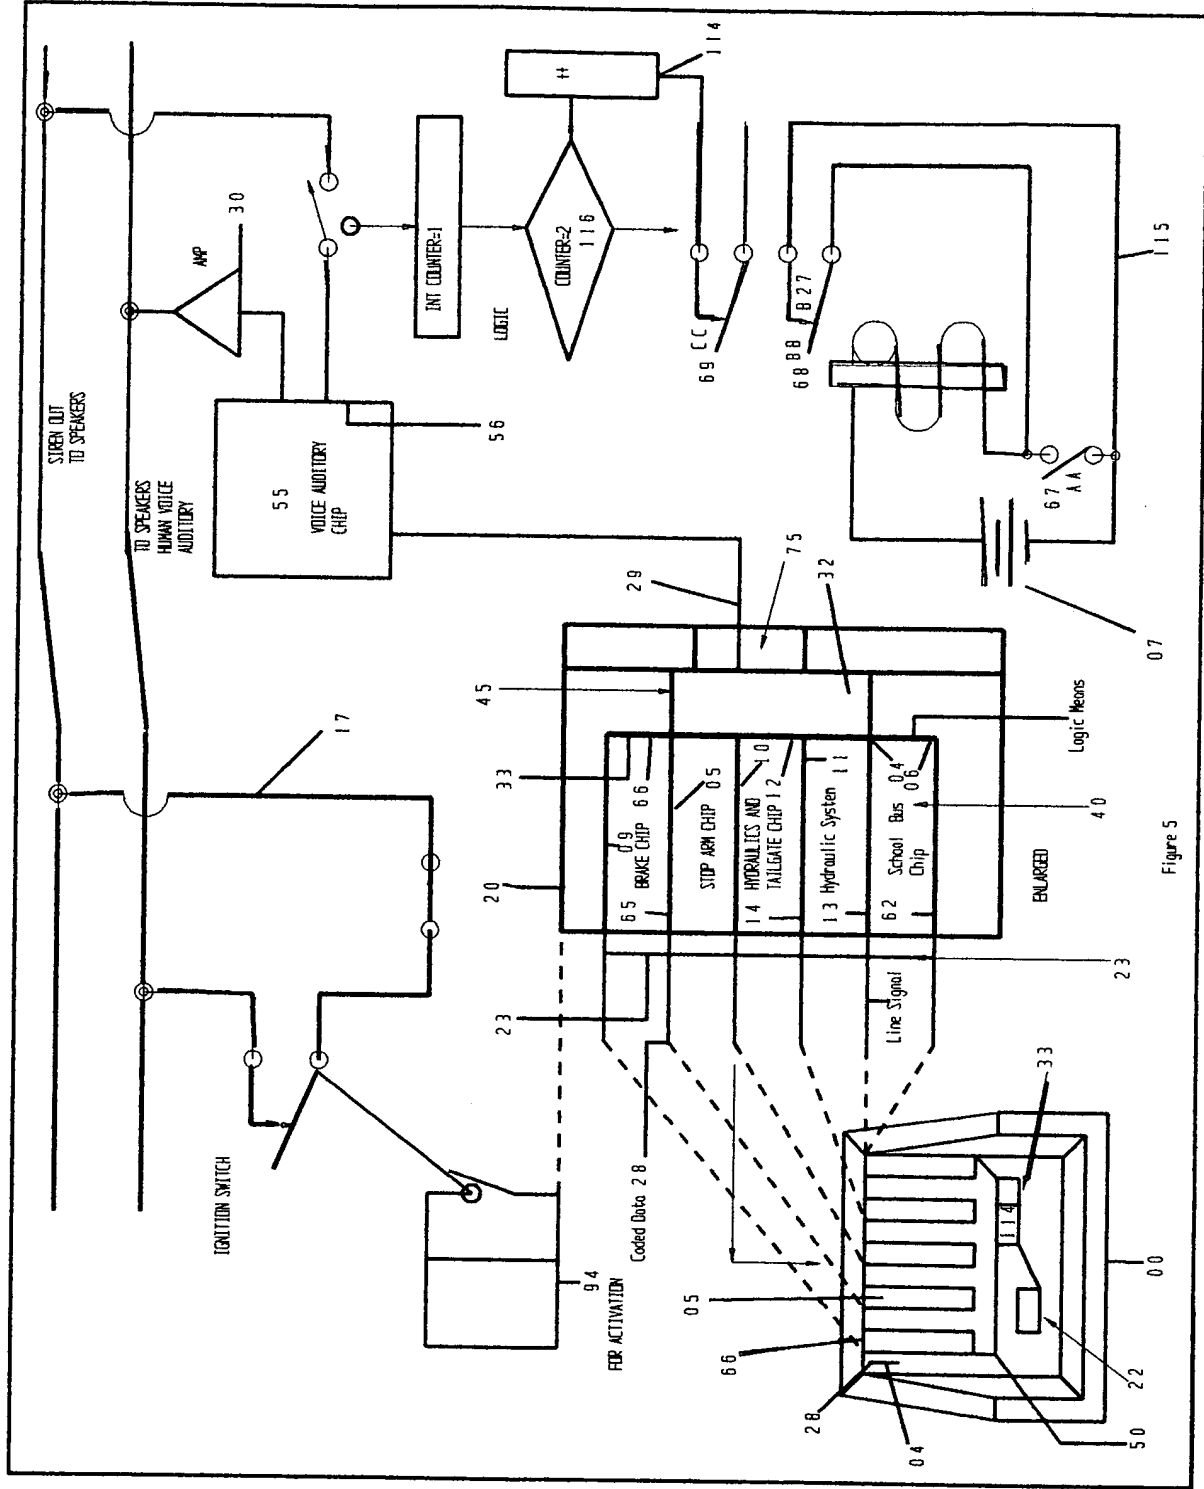 SIREN OUT
TO SPEAKERS
TO SPEAKERS
HUMAN VOICE
AUDITORY
AMP
30
55
VOICE AUDITORY
CHIP
56
INT COUNTER=1
LOGIC
COUNTER=2
116
++
114
69 CC
68 BB
B27
67
AA
115
07
17
IGNITION SWITCH
94
FOR ACTIVATION
20
33
45
29
75
32
09
66
BRAKE CHIP
65
05
STOP ARM CHIP
10
14 HYDRAULICS AND
TAILGATE CHIP 12
11
13 Hydraulic System
04
06
62
School Bus
Chip
40
Logic Means
ENLARGED
23
23
Coded Data 28
Line Signal
66
05
28
04
50
22
114
33
00
Figure 5